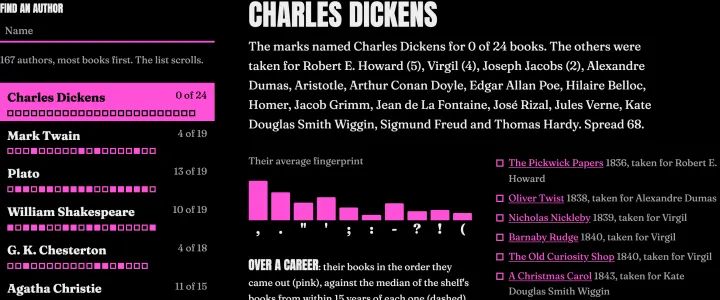 FIND AN AUTHOR
Name
167 authors, most books first. The list scrolls.
Charles Dickens 0 of 24
Mark Twain 4 of 19
Plato 13 of 19
William Shakespeare 10 of 19
G. K. Chesterton 4 of 18
Agatha Christie 11 of 15
CHARLES DICKENS
The marks named Charles Dickens for 0 of 24 books. The others were
taken for Robert E. Howard (5), Virgil (4), Joseph Jacobs (2), Alexandre
Dumas, Aristotle, Arthur Conan Doyle, Edgar Allan Poe, Hilaire Belloc,
Homer, Jacob Grimm, Jean de La Fontaine, José Rizal, Jules Verne, Kate
Douglas Smith Wiggin, Sigmund Freud and Thomas Hardy. Spread 68.
Their average fingerprint
, . " ' ; : - ? ! (
OVER A CAREER: their books in the order they
came out (pink), against the median of the shelf's
books from within 15 years of each one (dashed)
The Pickwick Papers 1836, taken for Robert E.
Howard
Oliver Twist 1838, taken for Alexandre Dumas
Nicholas Nickleby 1839, taken for Virgil
Barnaby Rudge 1840, taken for Virgil
The Old Curiosity Shop 1840, taken for Virgil
A Christmas Carol 1843, taken for Kate
Douglas Smith Wiggin